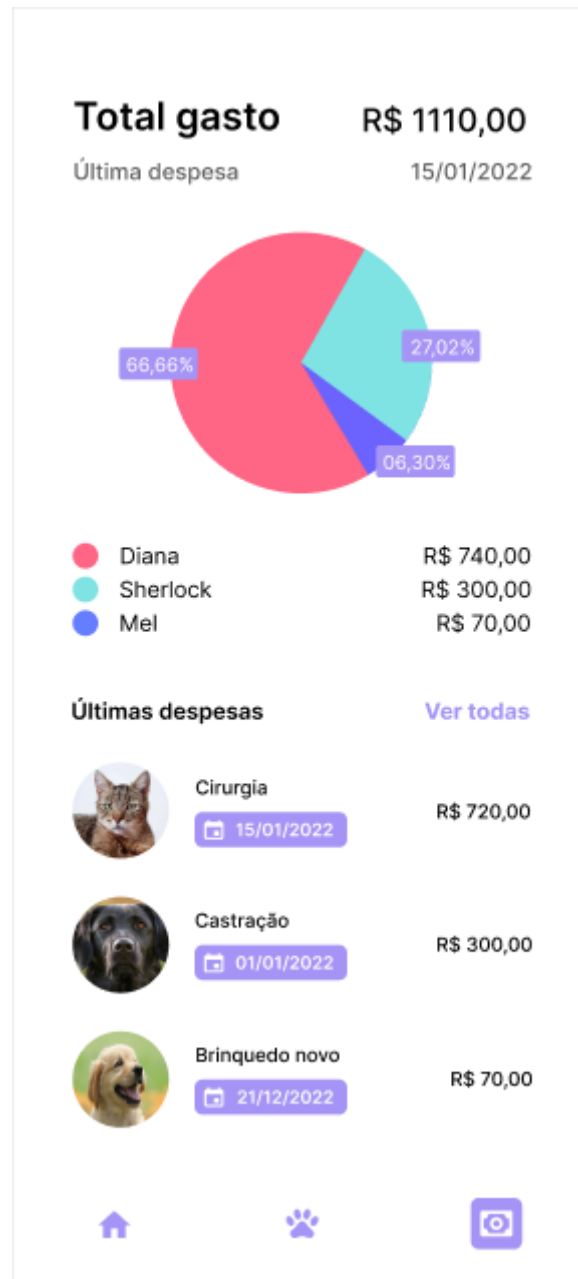 Total gasto R$ 1110,00
Última despesa 15/01/2022
27,02%
66,66%
06,30%
Diana R$ 740,00
Sherlock R$ 300,00
Mel R$ 70,00
Últimas despesas Ver todas
Cirurgia
15/01/2022 R$ 720,00
Castração
01/01/2022 R$ 300,00
Brinquedo novo
21/12/2022 R$ 70,00